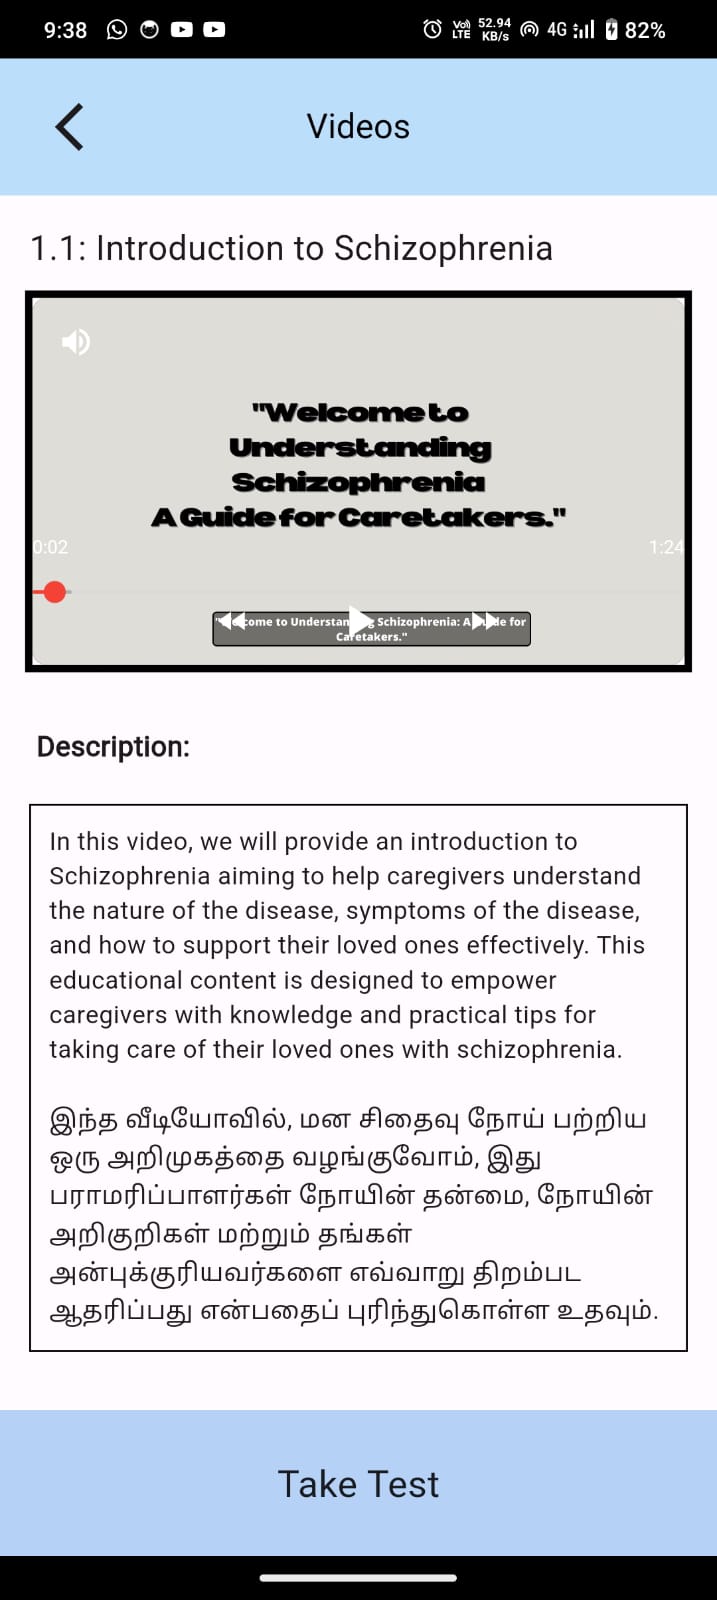 9:38 VoLTE 52.94 KB/s 4G 82%
Videos
1.1: Introduction to Schizophrenia
"Welcome to
Understanding
Schizophrenia
A Guide for Caretakers."
0:02 1:24
come to Understan Schizophrenia: A de for
Caretakers."
Description:
In this video, we will provide an introduction to
Schizophrenia aiming to help caregivers understand
the nature of the disease, symptoms of the disease,
and how to support their loved ones effectively. This
educational content is designed to empower
caregivers with knowledge and practical tips for
taking care of their loved ones with schizophrenia.
இந்த வீடியோவில், மன சிதைவு நோய் பற்றிய
ஒரு அறிமுகத்தை வழங்குவோம், இது
பராமரிப்பாளர்கள் நோயின் தன்மை, நோயின்
அறிகுறிகள் மற்றும் தங்கள்
அன்புக்குரியவர்களை எவ்வாறு திறம்பட
ஆதரிப்பது என்பதைப் புரிந்துகொள்ள உதவும்.
Take Test